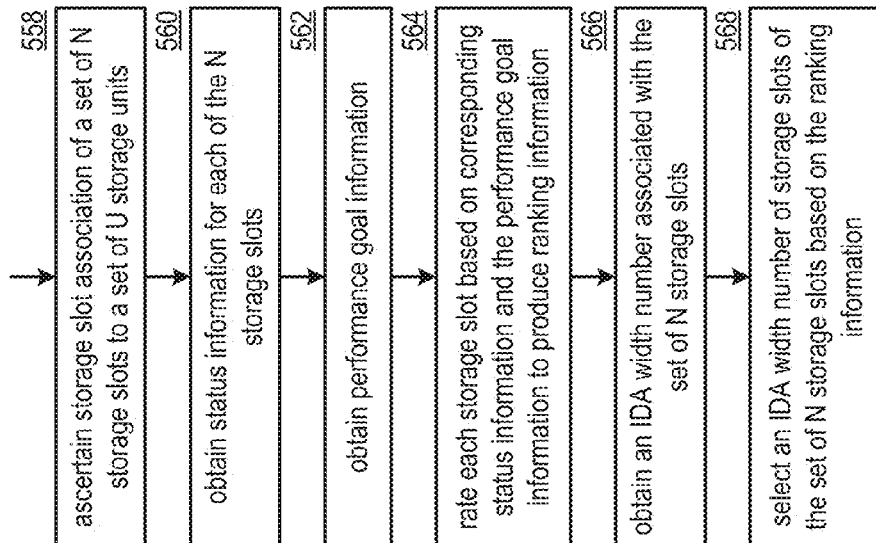 558
ascertain storage slot association of a set of N
storage slots to a set of U storage units
560
obtain status information for each of the N
storage slots
562
obtain performance goal information
564
rate each storage slot based on corresponding
status information and the performance goal
information to produce ranking information
566
obtain an IDA width number associated with the
set of N storage slots
568
select an IDA width number of storage slots of
the set of N storage slots based on the ranking
information